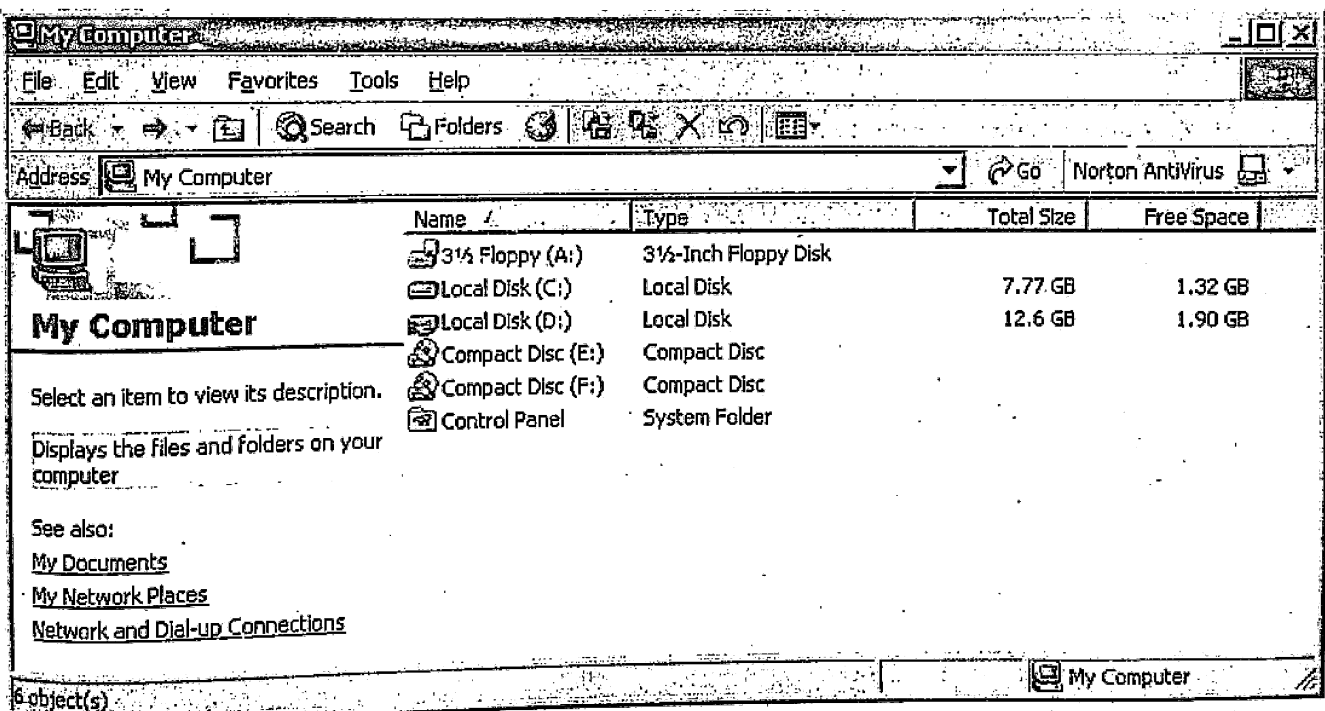 My Computer
File Edit View Favorites Tools Help
Back Search Folders
Address My Computer Go Norton AntiVirus
Name Type Total Size Free Space
3½ Floppy (A:) 3½-Inch Floppy Disk
Local Disk (C:) Local Disk 7.77 GB 1.32 GB
Local Disk (D:) Local Disk 12.6 GB 1.90 GB
Compact Disc (E:) Compact Disc
Compact Disc (F:) Compact Disc
Control Panel System Folder
My Computer
Select an item to view its description.
Displays the files and folders on your
computer
See also:
My Documents
My Network Places
Network and Dial-up Connections
6 object(s) My Computer